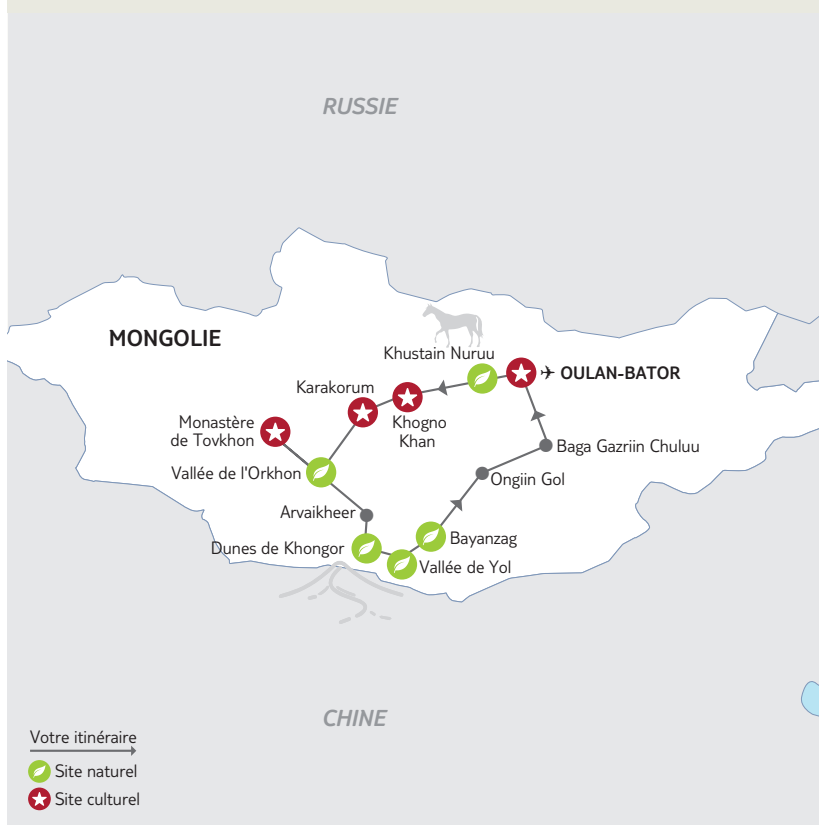 RUSSIE
MONGOLIE
Khustain Nuruu
OULAN-BATOR
Karakorum
Khogno
Khan
Monastère
de Tovkhon
Baga Gazriin Chuluu
Vallée de l'Orkhon
Ongiin Gol
Arvaikheer
Bayanzag
Dunes de Khongor
Vallée de Yol
CHINE
Votre itinéraire
Site naturel
Site culturel